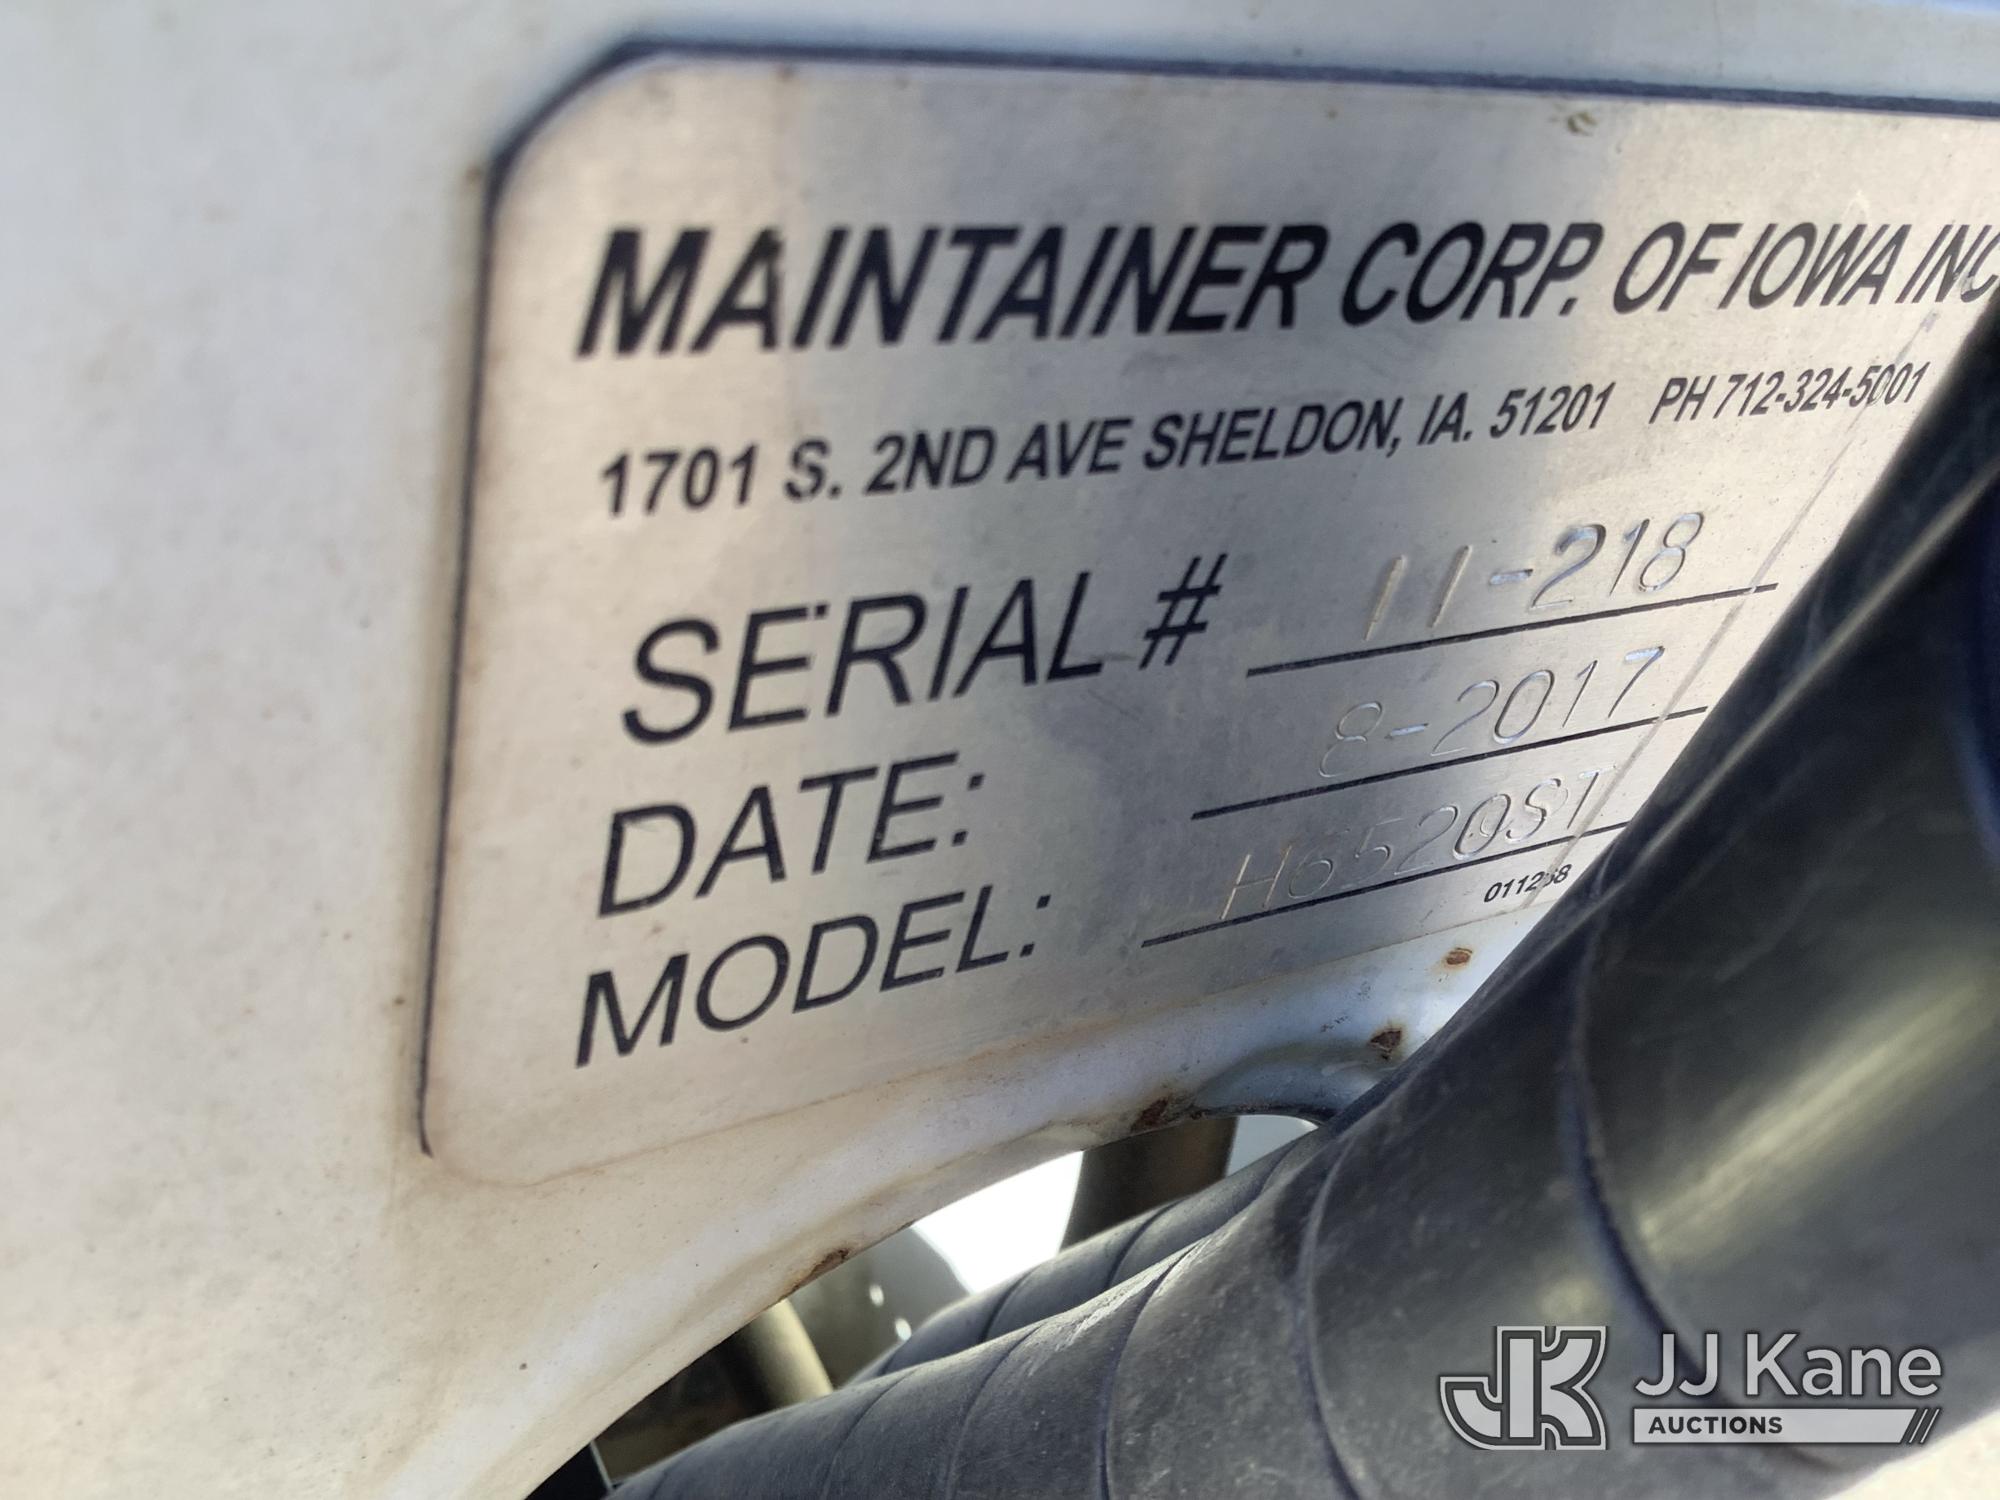 MAINTAINER CORP. OF IOWA INC
1701 S. 2ND AVE SHELDON, IA. 51201 PH 712-324-5001
SERIAL # 11-218
DATE: 8-2017
MODEL: H6520ST
JJ Kane
AUCTIONS